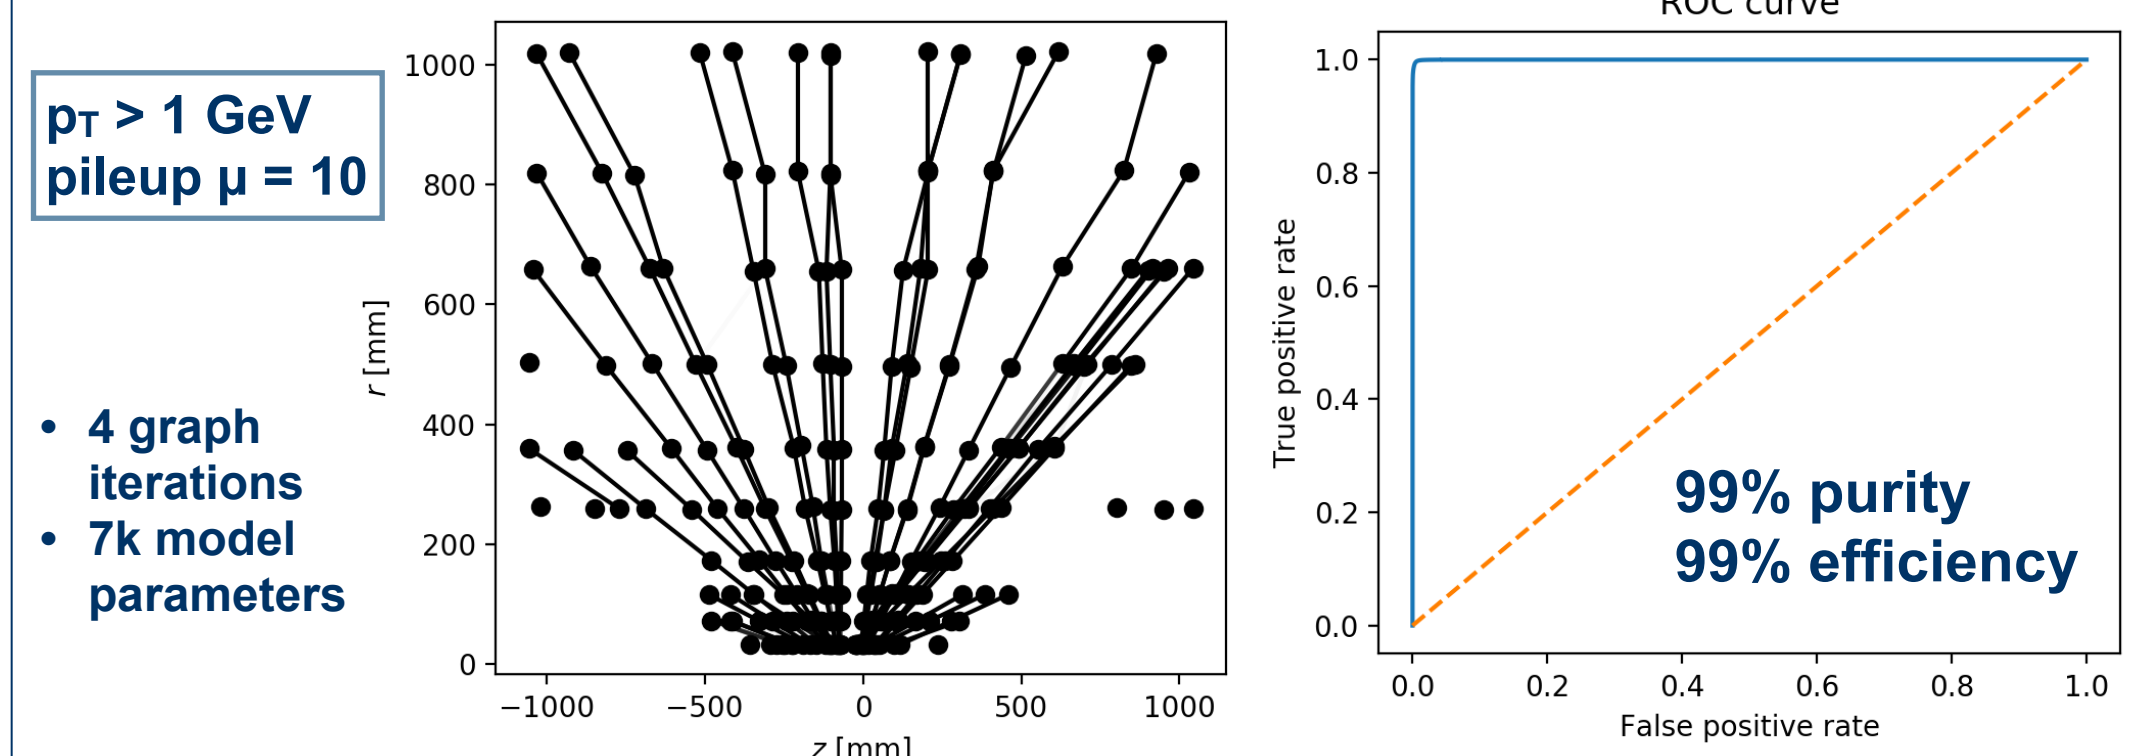 pT > 1 GeV
pileup µ = 10
• 4 graph
iterations
• 7k model
parameters
1000
800
600
400
200
0
r [mm]
−1000
−500
0
500
1000
z [mm]
ROC curve
1.0
0.8
0.6
0.4
0.2
0.0
True positive rate
99% purity
99% efficiency
0.0
0.2
0.4
0.6
0.8
1.0
False positive rate